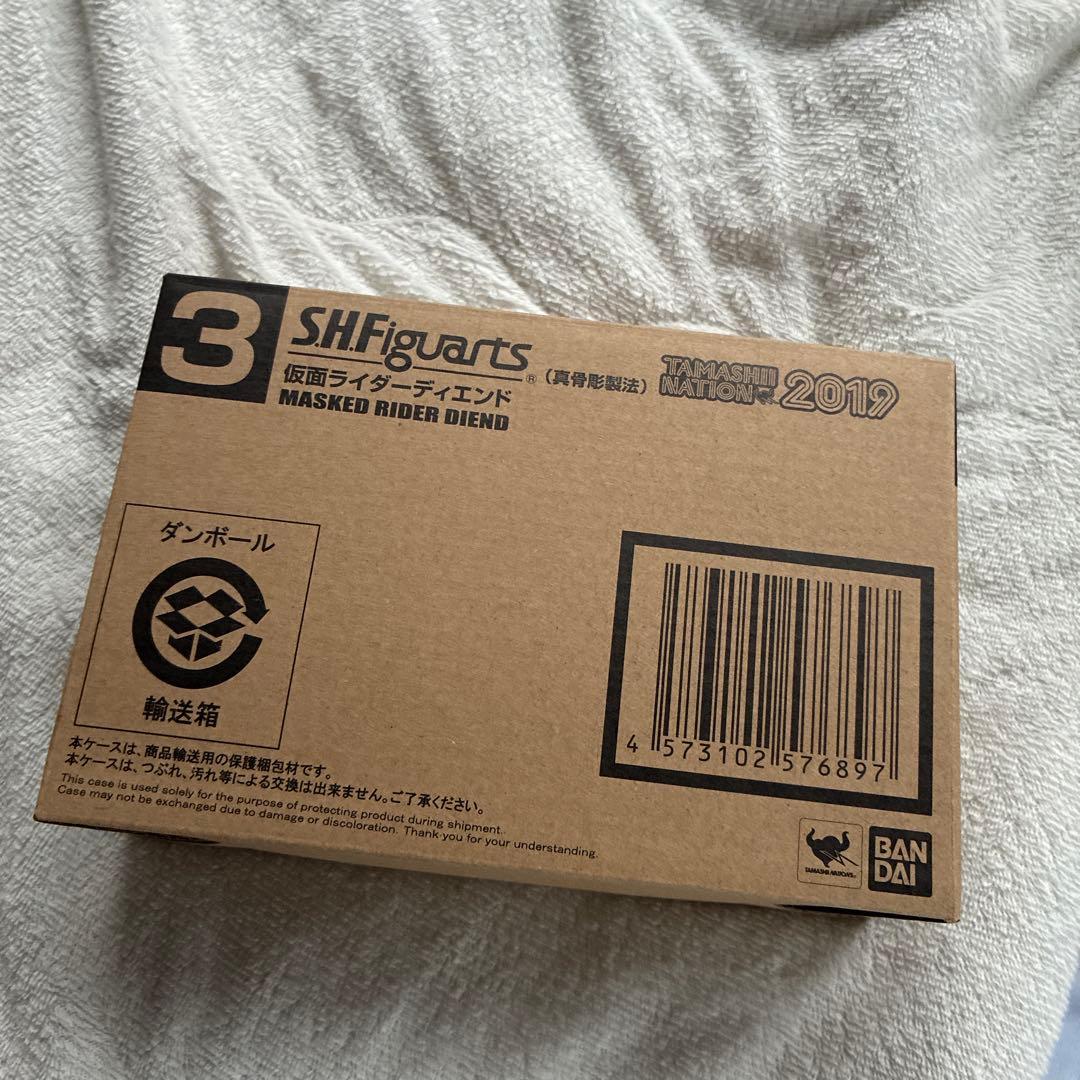 3
S.H.Figuarts®
(真骨彫製法)
TAMASHII NATION 2019
仮面ライダーディエンド
MASKED RIDER DIEND
ダンボール
輸送箱
本ケースは、商品輸送用の保護梱包材です。
本ケースは、つぶれ、汚れ等による交換は出来ません。ご了承ください。
This case is used solely for the purpose of protecting product during shipment.
Case may not be exchanged due to damage or discoloration. Thank you for your understanding.
4 573102 576897
TAMASHII NATIONS
BAN
DAI